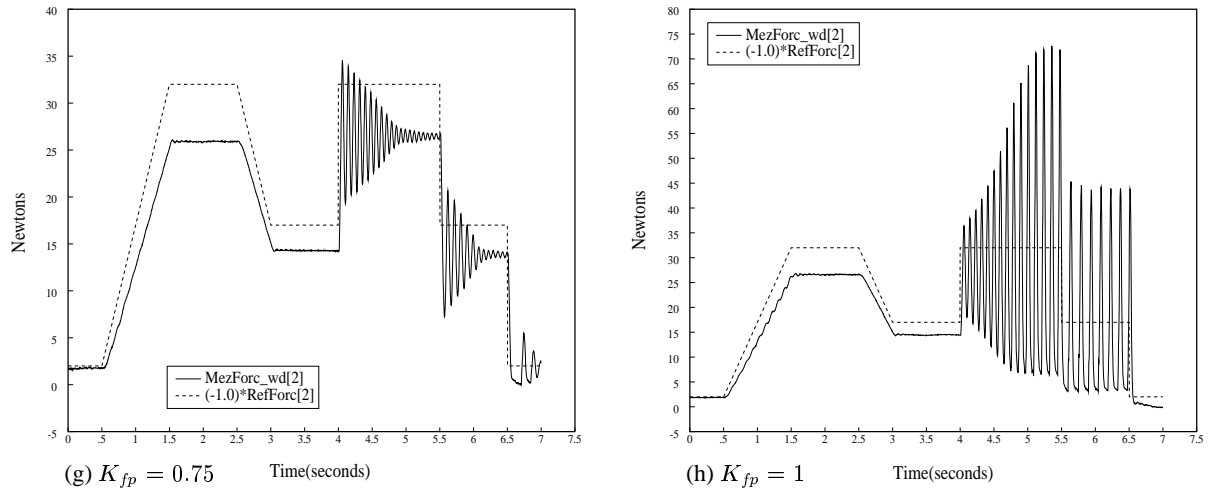 40
35
30
25
20
15
10
5
0
-5
Newtons
MezForc_wd[2]
(-1.0)*RefForc[2]
0 .5 1 1.5 2 2.5 3 3.5 4 4.5 5 5.5 6 6.5 7 7.5
(g) K_{fp} = 0.75 Time(seconds)
80
75
70
65
60
55
50
45
40
35
30
25
20
15
10
5
0
-5
Newtons
MezForc_wd[2]
(-1.0)*RefForc[2]
0 .5 1 1.5 2 2.5 3 3.5 4 4.5 5 5.5 6 6.5 7 7.5
(h) K_{fp} = 1 Time(seconds)